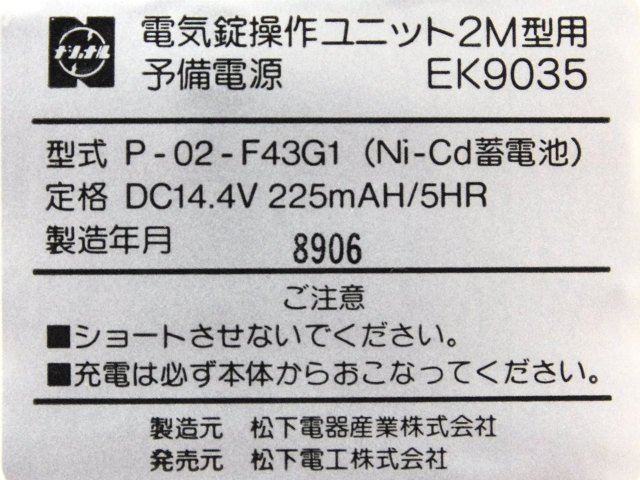 ナショナル
電気錠操作ユニット2M型用
予備電源 EK9035
型式 P-02-F43G1 (Ni-Cd蓄電池)
定格 DC14.4V 225mAH/5HR
製造年月 8906
ご注意
■ショートさせないでください。
■充電は必ず本体からおこなってください。
製造元 松下電器産業株式会社
発売元 松下電工株式会社